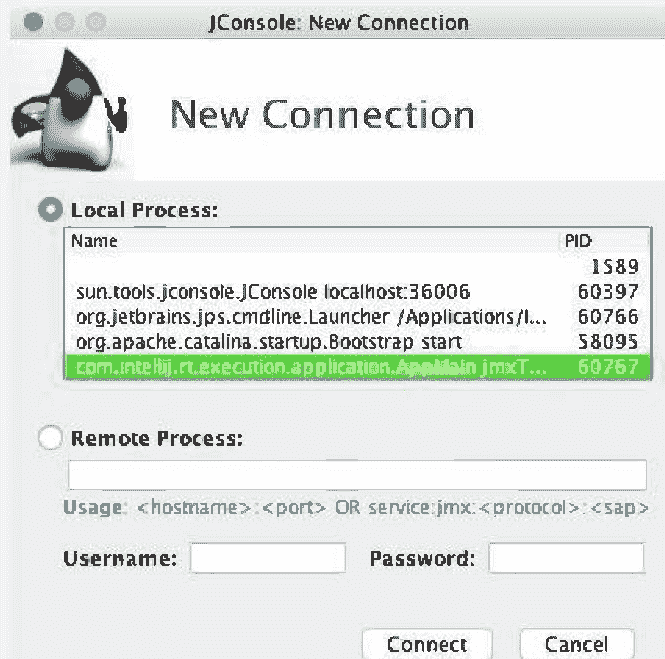 JConsole: New Connection
New Connection
Local Process:
Name PID
1589
sun.tools.jconsole.JConsole localhost:36006 60397
org.jetbrains.jps.cmdline.Launcher /Applications/I... 60766
org.apache.catalina.startup.Bootstrap start 58095
com.intellij.rt.execution.application.AppMain jmxT... 60767
Remote Process:
Usage: <hostname>:<port> OR service:jmx:<protocol>:<sap>
Username: Password:
Connect Cancel